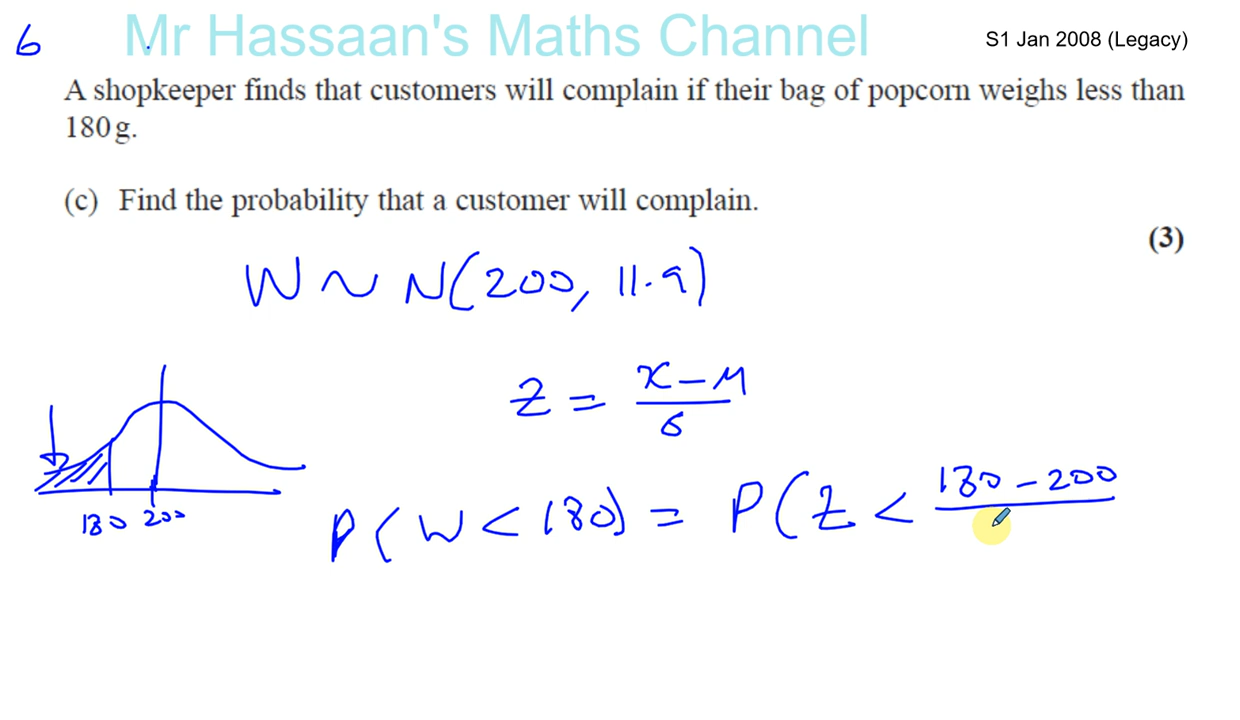 6 Mr Hassaan's Maths Channel S1 Jan 2008 (Legacy)
A shopkeeper finds that customers will complain if their bag of popcorn weighs less than
180 g.
(c) Find the probability that a customer will complain.
(3)
W ~ N(200, 11.9)
Z = x - μ / σ
180 200
P(W < 180) = P(Z < 180 - 200